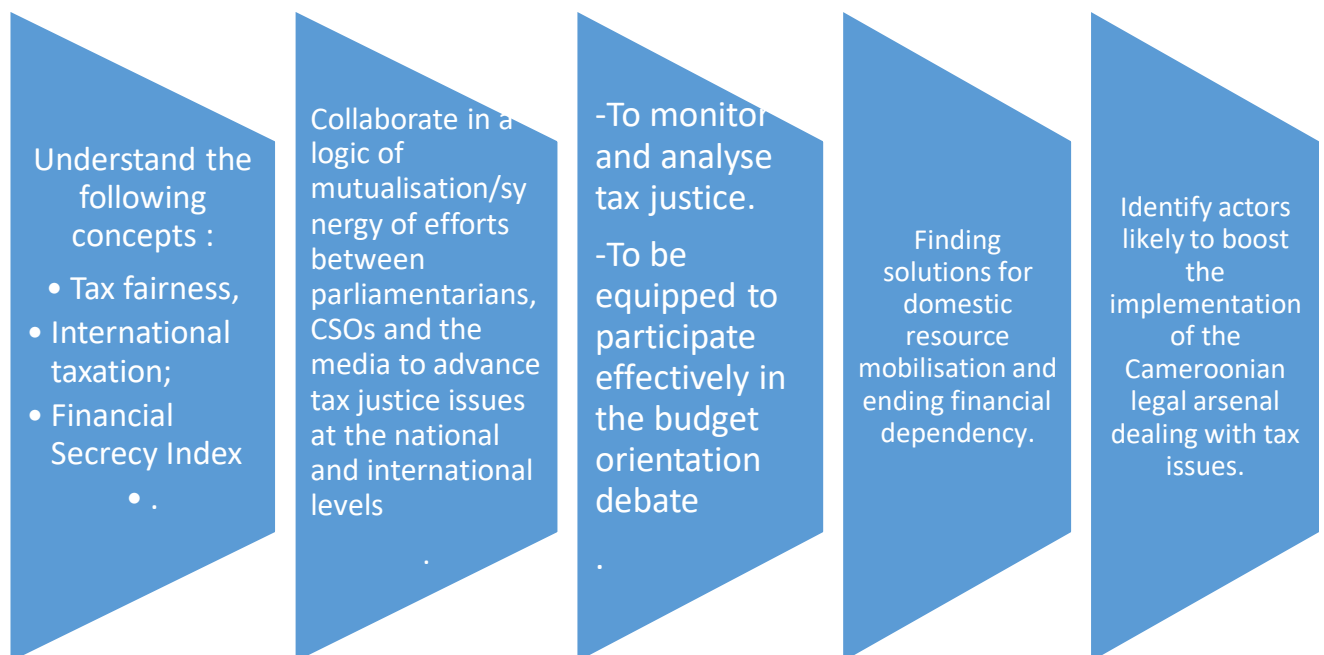 Understand the
following
concepts :
• Tax fairness,
• International
taxation;
• Financial
Secrecy Index
• .
Collaborate in a
logic of
mutualisation/sy
nergy of efforts
between
parliamentarians,
CSOs and the
media to advance
tax justice issues
at the national
and international
levels
.
-To monitor
and analyse
tax justice.
-To be
equipped to
participate
effectively in
the budget
orientation
debate
.
Finding
solutions for
domestic
resource
mobilisation and
ending financial
dependency.
Identify actors
likely to boost
the
implementation
of the
Cameroonian
legal arsenal
dealing with tax
issues.